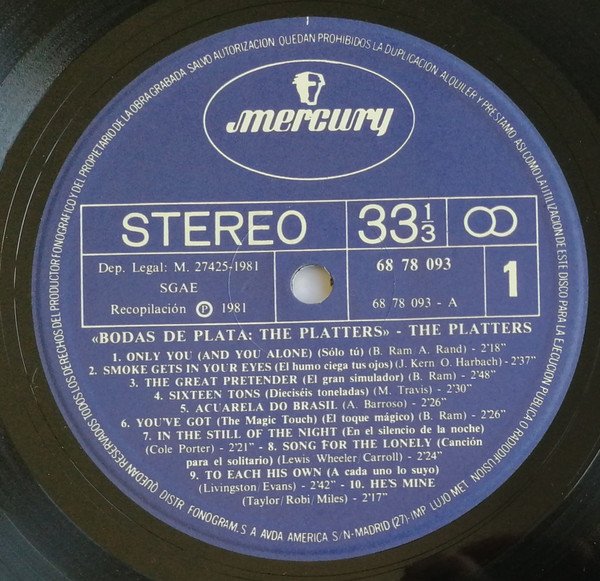 mercury
STEREO
33 1/3
Dep. Legal: M. 27425-1981
SGAE
Recopilación Ⓟ 1981
68 78 093
68 78 093 - A
1
«BODAS DE PLATA: THE PLATTERS» - THE PLATTERS
1. ONLY YOU (AND YOU ALONE) (Sólo tú) (B. Ram A. Rand) - 2'18"
2. SMOKE GETS IN YOUR EYES (El humo ciega tus ojos) (J. Kern O. Harbach) - 2'37"
3. THE GREAT PRETENDER (El gran simulador) (B. Ram) - 2'48"
4. SIXTEEN TONS (Dieciséis toneladas) (M. Travis) - 2'30"
5. ACUARELA DO BRASIL (A. Barroso) - 2'26"
6. YOU'VE GOT (The Magic Touch) (El toque mágico) (B. Ram) - 2'26"
7. IN THE STILL OF THE NIGHT (En el silencio de la noche)
(Cole Porter) - 2'21" - 8. SONG FOR THE LONELY (Canción
para el solitario) (Lewis Wheeler/Carroll) - 2'24"
9. TO EACH HIS OWN (A cada uno lo suyo)
(Livingston/Evans) - 2'42" - 10. HE'S MINE
(Taylor/Robi/Miles) - 2'17"
QUEDAN RESERVADOS TODOS LOS DERECHOS DEL PRODUCTOR FONOGRAFICO Y DEL PROPIETARIO DE LA OBRA GRABADA. SALVO AUTORIZACION QUEDAN PROHIBIDOS LA DUPLICACION, ALQUILER Y PRESTAMO, ASI COMO LA UTILIZACION DE ESTE DISCO PARA LA EJECUCION PUBLICA O RADIODIFUSION
DISTR. FONOGRAM, S A AVDA AMERICA S/N-MADRID (27)-IMP. LUJO MET.